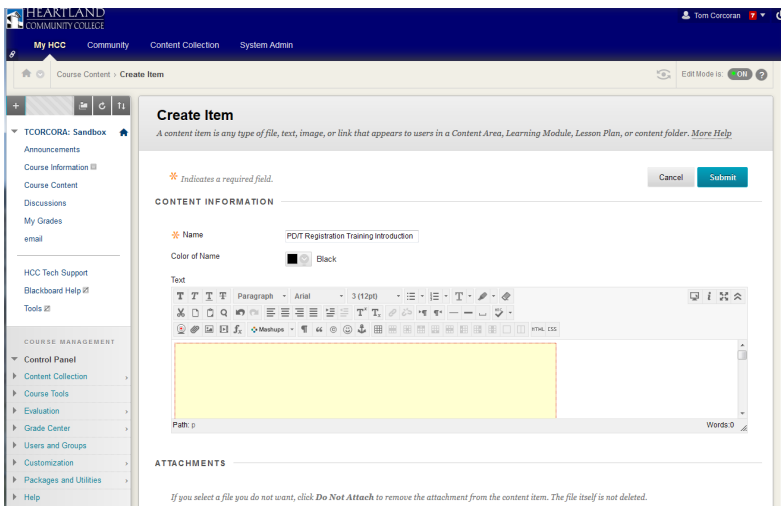 HEARTLAND
COMMUNITY COLLEGE
Tom Corcoran 7
My HCC Community Content Collection System Admin
Course Content > Create Item
Edit Mode is: ON ?
TCORCORA: Sandbox
Announcements
Course Information
Course Content
Discussions
My Grades
email
HCC Tech Support
Blackboard Help
Tools
COURSE MANAGEMENT
Control Panel
Content Collection
Course Tools
Evaluation
Grade Center
Users and Groups
Customization
Packages and Utilities
Help
Create Item
A content item is any type of file, text, image, or link that appears to users in a Content Area, Learning Module, Lesson Plan, or content folder. More Help
Indicates a required field.
Cancel Submit
CONTENT INFORMATION
Name PD/T Registration Training Introduction
Color of Name Black
Text
T T T T Paragraph Arial 3 (12pt) T
Mashups HTML CSS
Path: p Words:0
ATTACHMENTS
If you select a file you do not want, click Do Not Attach to remove the attachment from the content item. The file itself is not deleted.